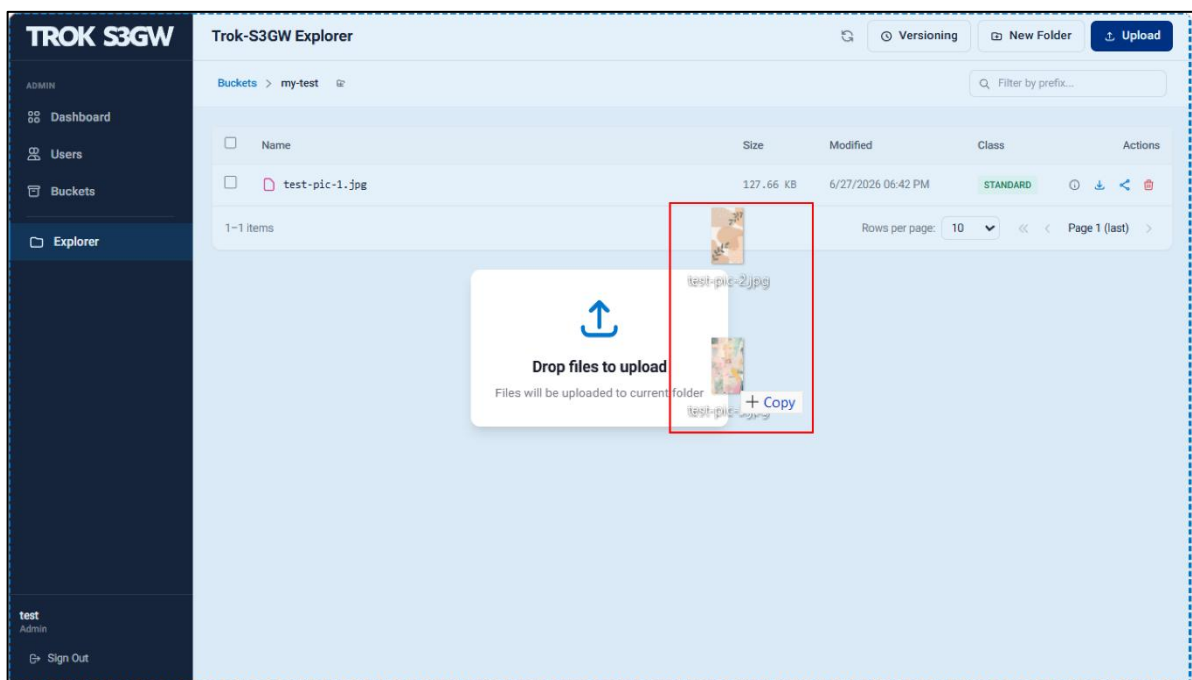 TROK S3GW
Trok-S3GW Explorer
Versioning
New Folder
Upload
ADMIN
Dashboard
Users
Buckets
Explorer
Buckets > my-test
Filter by prefix...
Name Size Modified Class Actions
test-pic-1.jpg 127.66 KB 6/27/2026 06:42 PM STANDARD
1-1 items
Rows per page: 10
Page 1 (last)
test-pic-2.jpg
Drop files to upload
Files will be uploaded to current folder
+ Copy
test
Admin
Sign Out